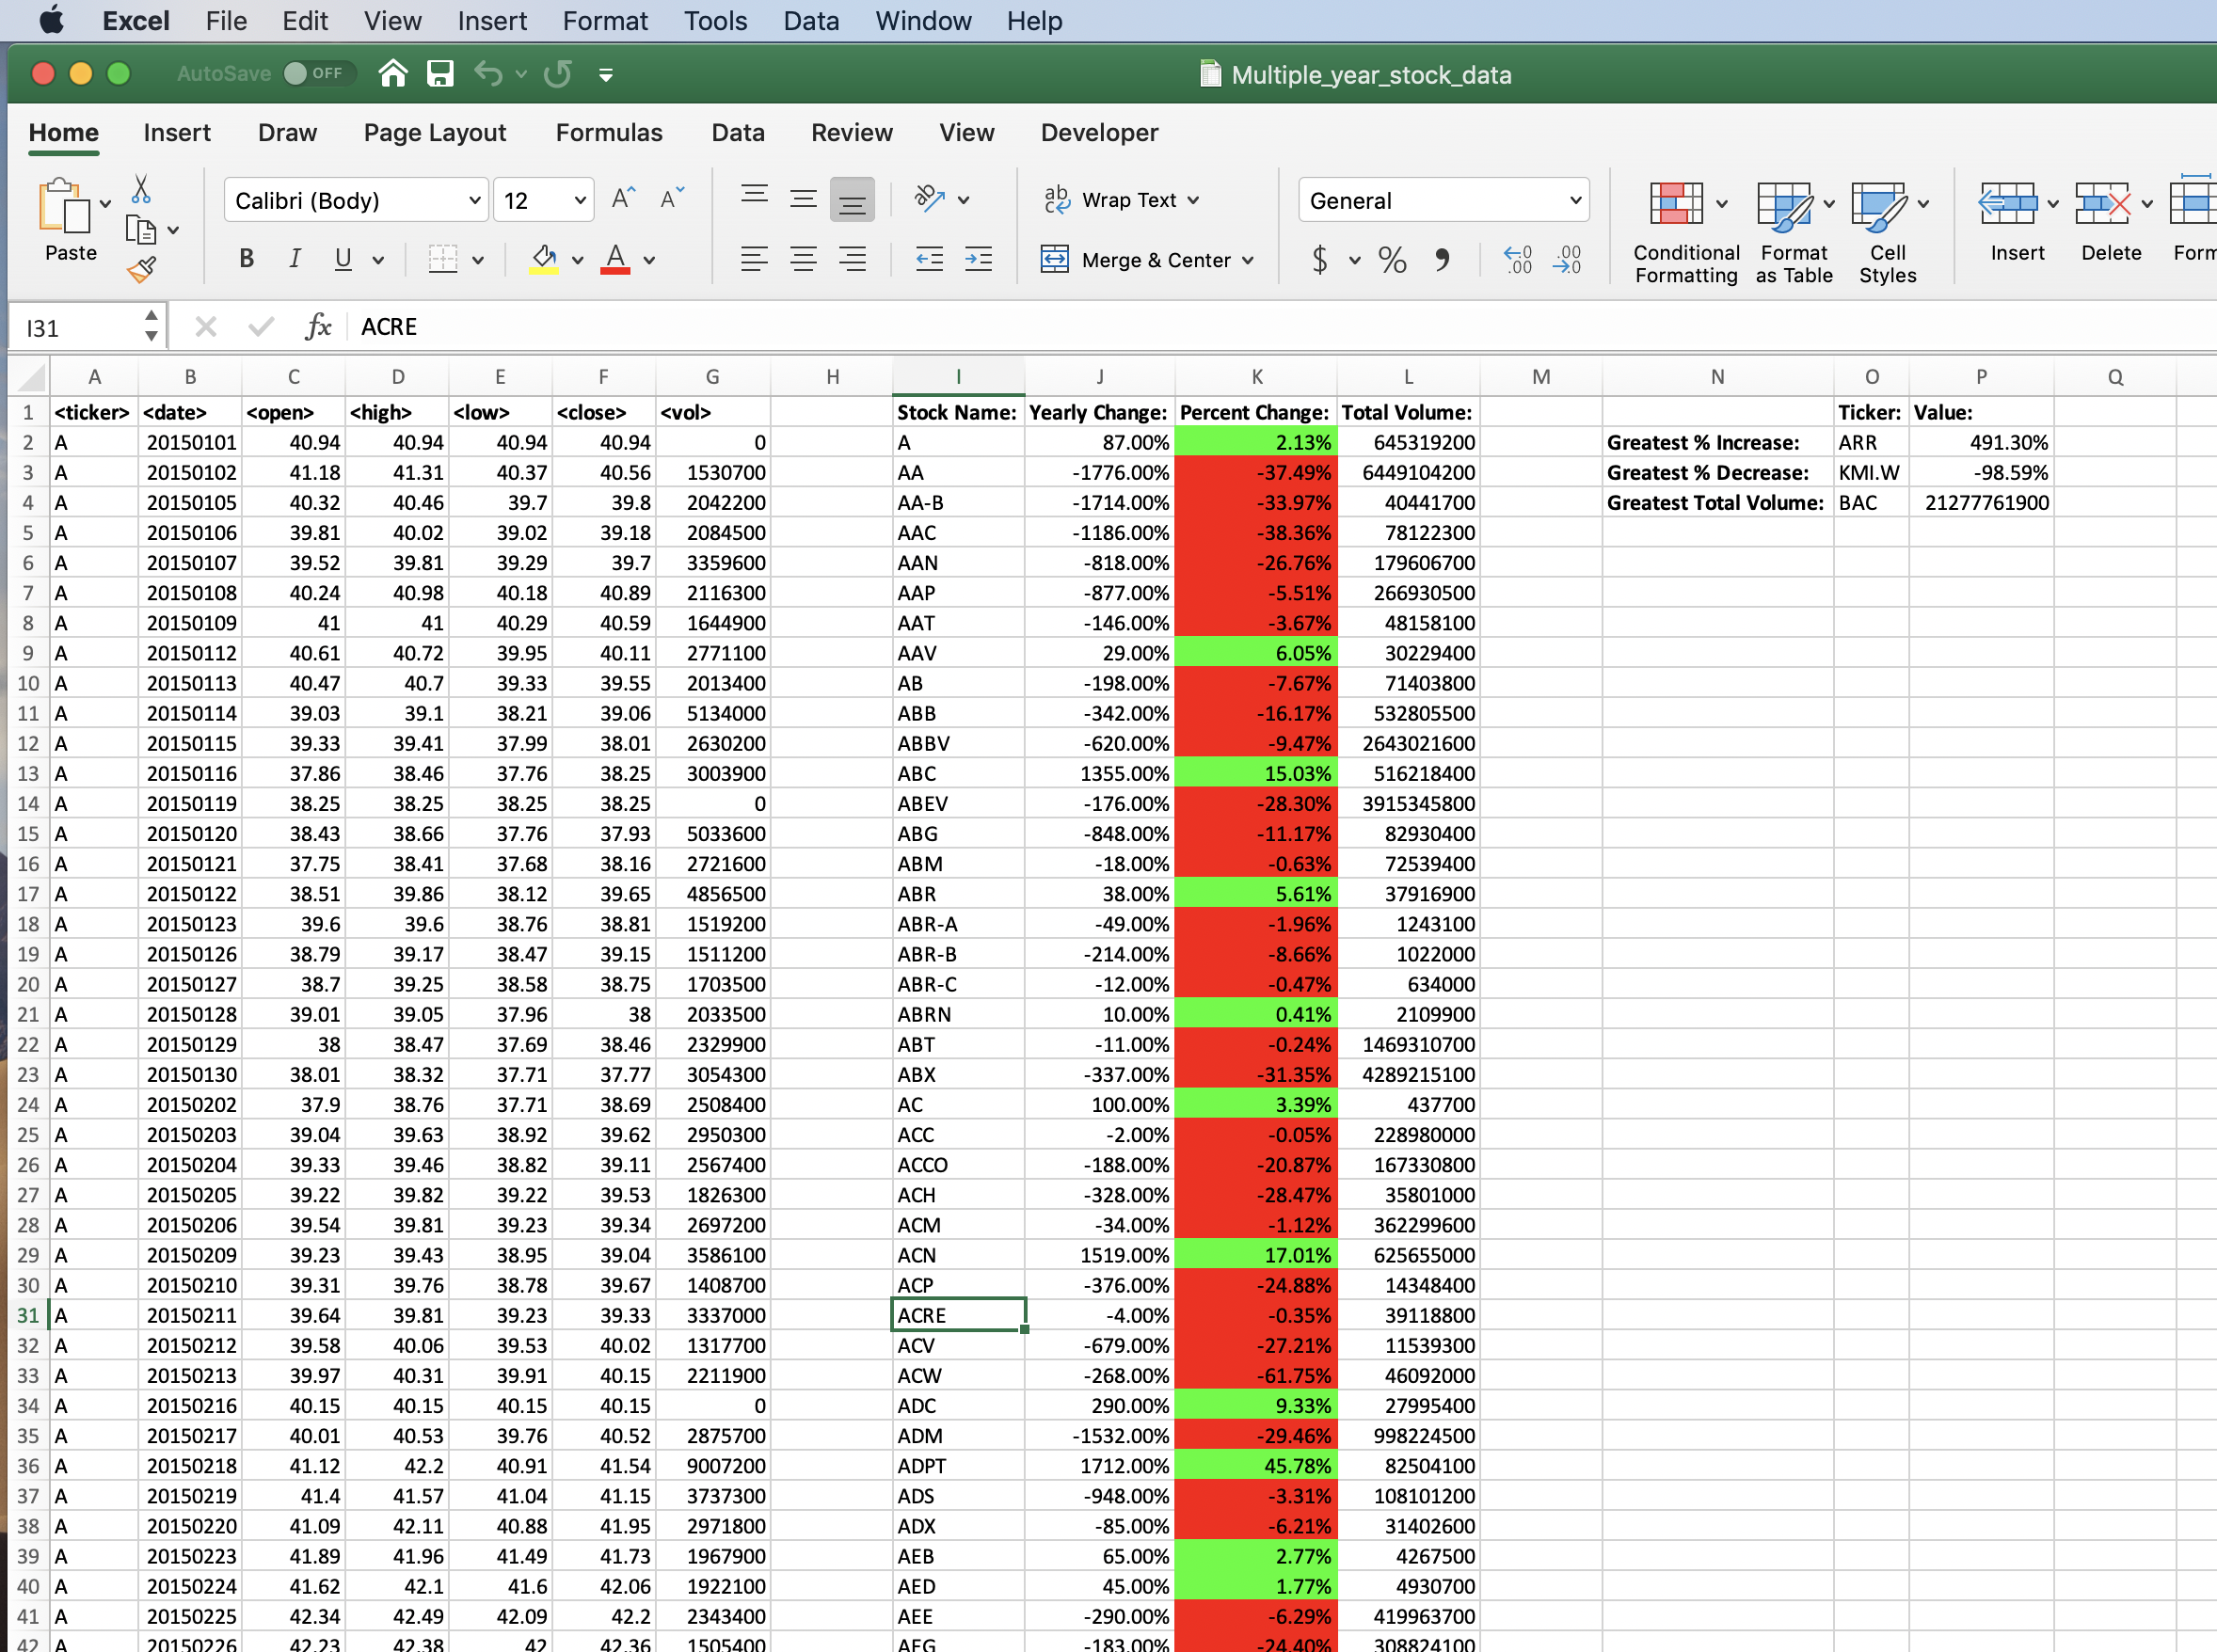 Excel File Edit View Insert Format Tools Data Window Help
AutoSave OFF Multiple_year_stock_data
Home Insert Draw Page Layout Formulas Data Review View Developer
Paste Calibri (Body) 12 Wrap Text General
Merge & Center Conditional Formatting Format as Table Cell Styles Insert Delete Form
I31 fx ACRE
A B C D E F G H I J K L M N O P Q
1 <ticker> <date> <open> <high> <low> <close> <vol> Stock Name: Yearly Change: Percent Change: Total Volume: Ticker: Value:
2 A 20150101 40.94 40.94 40.94 40.94 0 A 87.00% 2.13% 645319200 Greatest % Increase: ARR 491.30%
3 A 20150102 41.18 41.31 40.37 40.56 1530700 AA -1776.00% -37.49% 6449104200 Greatest % Decrease: KMI.W -98.59%
4 A 20150105 40.32 40.46 39.7 39.8 2042200 AA-B -1714.00% -33.97% 40441700 Greatest Total Volume: BAC 21277761900
5 A 20150106 39.81 40.02 39.02 39.18 2084500 AAC -1186.00% -38.36% 78122300
6 A 20150107 39.52 39.81 39.29 39.7 3359600 AAN -818.00% -26.76% 179606700
7 A 20150108 40.24 40.98 40.18 40.89 2116300 AAP -877.00% -5.51% 266930500
8 A 20150109 41 41 40.29 40.59 1644900 AAT -146.00% -3.67% 48158100
9 A 20150112 40.61 40.72 39.95 40.11 2771100 AAV 29.00% 6.05% 30229400
10 A 20150113 40.47 40.7 39.33 39.55 2013400 AB -198.00% -7.67% 71403800
11 A 20150114 39.03 39.1 38.21 39.06 5134000 ABB -342.00% -16.17% 532805500
12 A 20150115 39.33 39.41 37.99 38.01 2630200 ABBV -620.00% -9.47% 2643021600
13 A 20150116 37.86 38.46 37.76 38.25 3003900 ABC 1355.00% 15.03% 516218400
14 A 20150119 38.25 38.25 38.25 38.25 0 ABEV -176.00% -28.30% 3915345800
15 A 20150120 38.43 38.66 37.76 37.93 5033600 ABG -848.00% -11.17% 82930400
16 A 20150121 37.75 38.41 37.68 38.16 2721600 ABM -18.00% -0.63% 72539400
17 A 20150122 38.51 39.86 38.12 39.65 4856500 ABR 38.00% 5.61% 37916900
18 A 20150123 39.6 39.6 38.76 38.81 1519200 ABR-A -49.00% -1.96% 1243100
19 A 20150126 38.79 39.17 38.47 39.15 1511200 ABR-B -214.00% -8.66% 1022000
20 A 20150127 38.7 39.25 38.58 38.75 1703500 ABR-C -12.00% -0.47% 634000
21 A 20150128 39.01 39.05 37.96 38 2033500 ABRN 10.00% 0.41% 2109900
22 A 20150129 38 38.47 37.69 38.46 2329900 ABT -11.00% -0.24% 1469310700
23 A 20150130 38.01 38.32 37.71 37.77 3054300 ABX -337.00% -31.35% 4289215100
24 A 20150202 37.9 38.76 37.71 38.69 2508400 AC 100.00% 3.39% 437700
25 A 20150203 39.04 39.63 38.92 39.62 2950300 ACC -2.00% -0.05% 228980000
26 A 20150204 39.33 39.46 38.82 39.11 2567400 ACCO -188.00% -20.87% 167330800
27 A 20150205 39.22 39.82 39.22 39.53 1826300 ACH -328.00% -28.47% 35801000
28 A 20150206 39.54 39.81 39.23 39.34 2697200 ACM -34.00% -1.12% 362299600
29 A 20150209 39.23 39.43 38.95 39.04 3586100 ACN 1519.00% 17.01% 625655000
30 A 20150210 39.31 39.76 38.78 39.67 1408700 ACP -376.00% -24.88% 14348400
31 A 20150211 39.64 39.81 39.23 39.33 3337000 ACRE -4.00% -0.35% 39118800
32 A 20150212 39.58 40.06 39.53 40.02 1317700 ACV -679.00% -27.21% 11539300
33 A 20150213 39.97 40.31 39.91 40.15 2211900 ACW -268.00% -61.75% 46092000
34 A 20150216 40.15 40.15 40.15 40.15 0 ADC 290.00% 9.33% 27995400
35 A 20150217 40.01 40.53 39.76 40.52 2875700 ADM -1532.00% -29.46% 998224500
36 A 20150218 41.12 42.2 40.91 41.54 9007200 ADPT 1712.00% 45.78% 82504100
37 A 20150219 41.4 41.57 41.04 41.15 3737300 ADS -948.00% -3.31% 108101200
38 A 20150220 41.09 42.11 40.88 41.95 2971800 ADX -85.00% -6.21% 31402600
39 A 20150223 41.89 41.96 41.49 41.73 1967900 AEB 65.00% 2.77% 4267500
40 A 20150224 41.62 42.1 41.6 42.06 1922100 AED 45.00% 1.77% 4930700
41 A 20150225 42.34 42.49 42.09 42.2 2343400 AEE -290.00% -6.29% 419963700
42 A 20150226 42.23 42.38 42 42.36 1505400 AEG -183.00% -24.40% 308824100